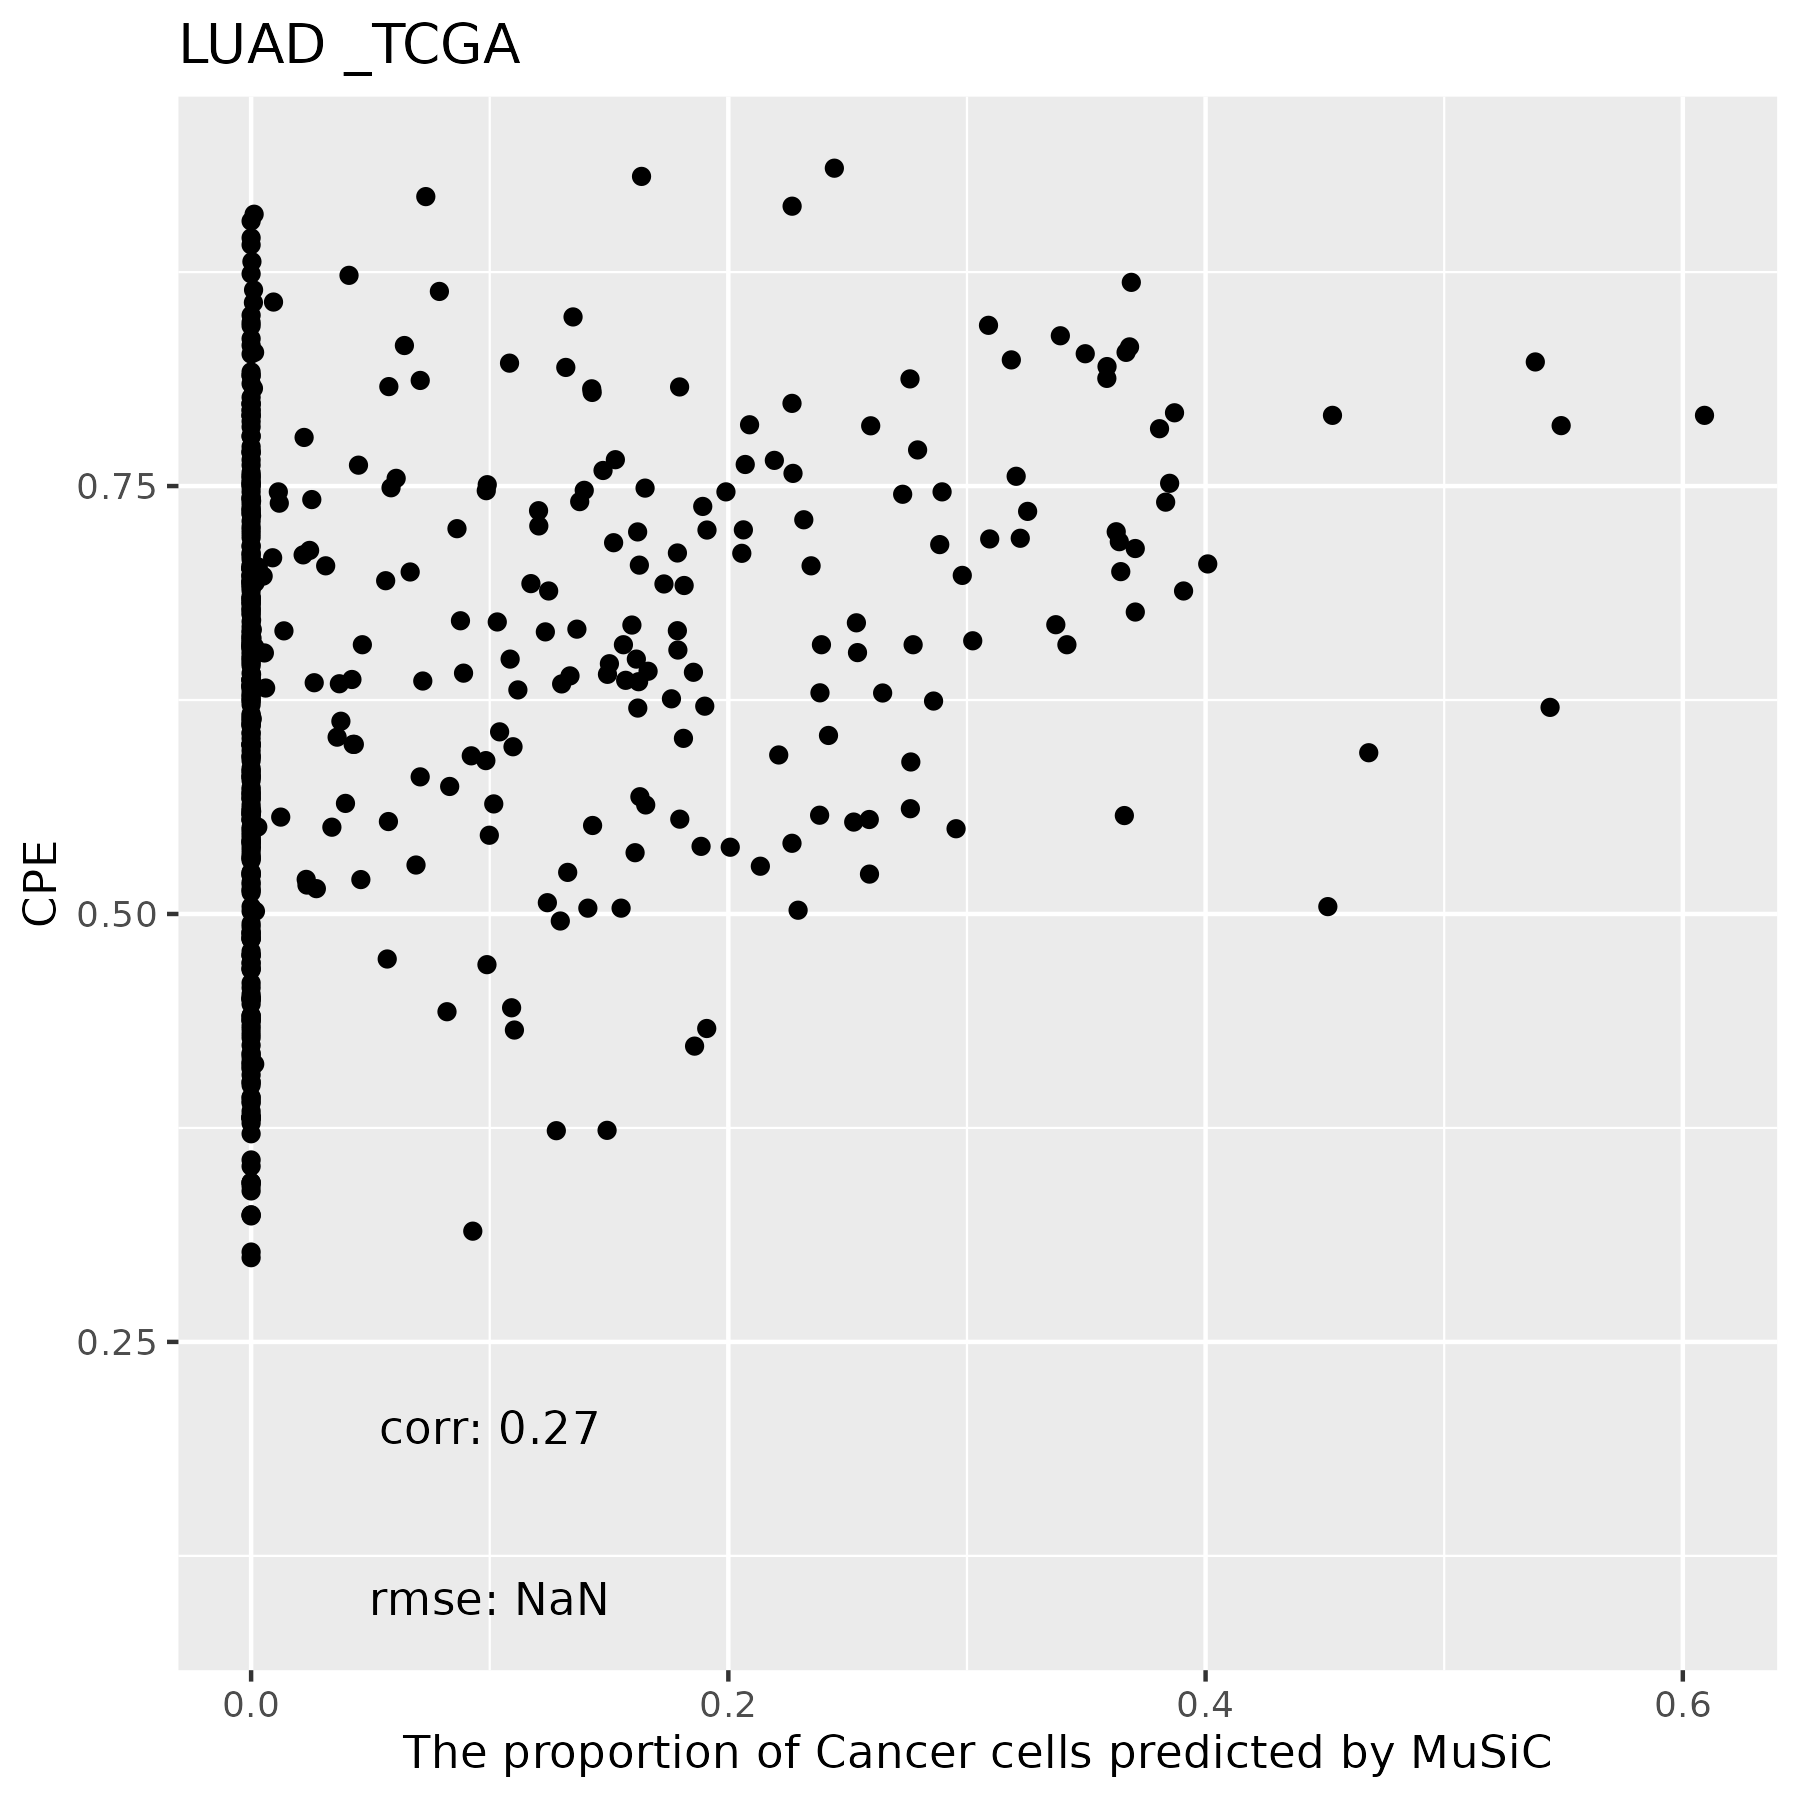 LUAD _TCGA
CPE
0.75
0.50
0.25
corr: 0.27
rmse: NaN
0.0 0.2 0.4 0.6
The proportion of Cancer cells predicted by MuSiC